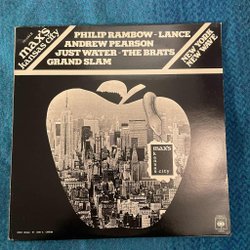 max's
kansas city
PHILIP RAMBOW - LANCE
ANDREW PEARSON
JUST WATER - THE BRATS
GRAND SLAM
NEW YORK
NEW WAVE
max's
kansas
city
CBS